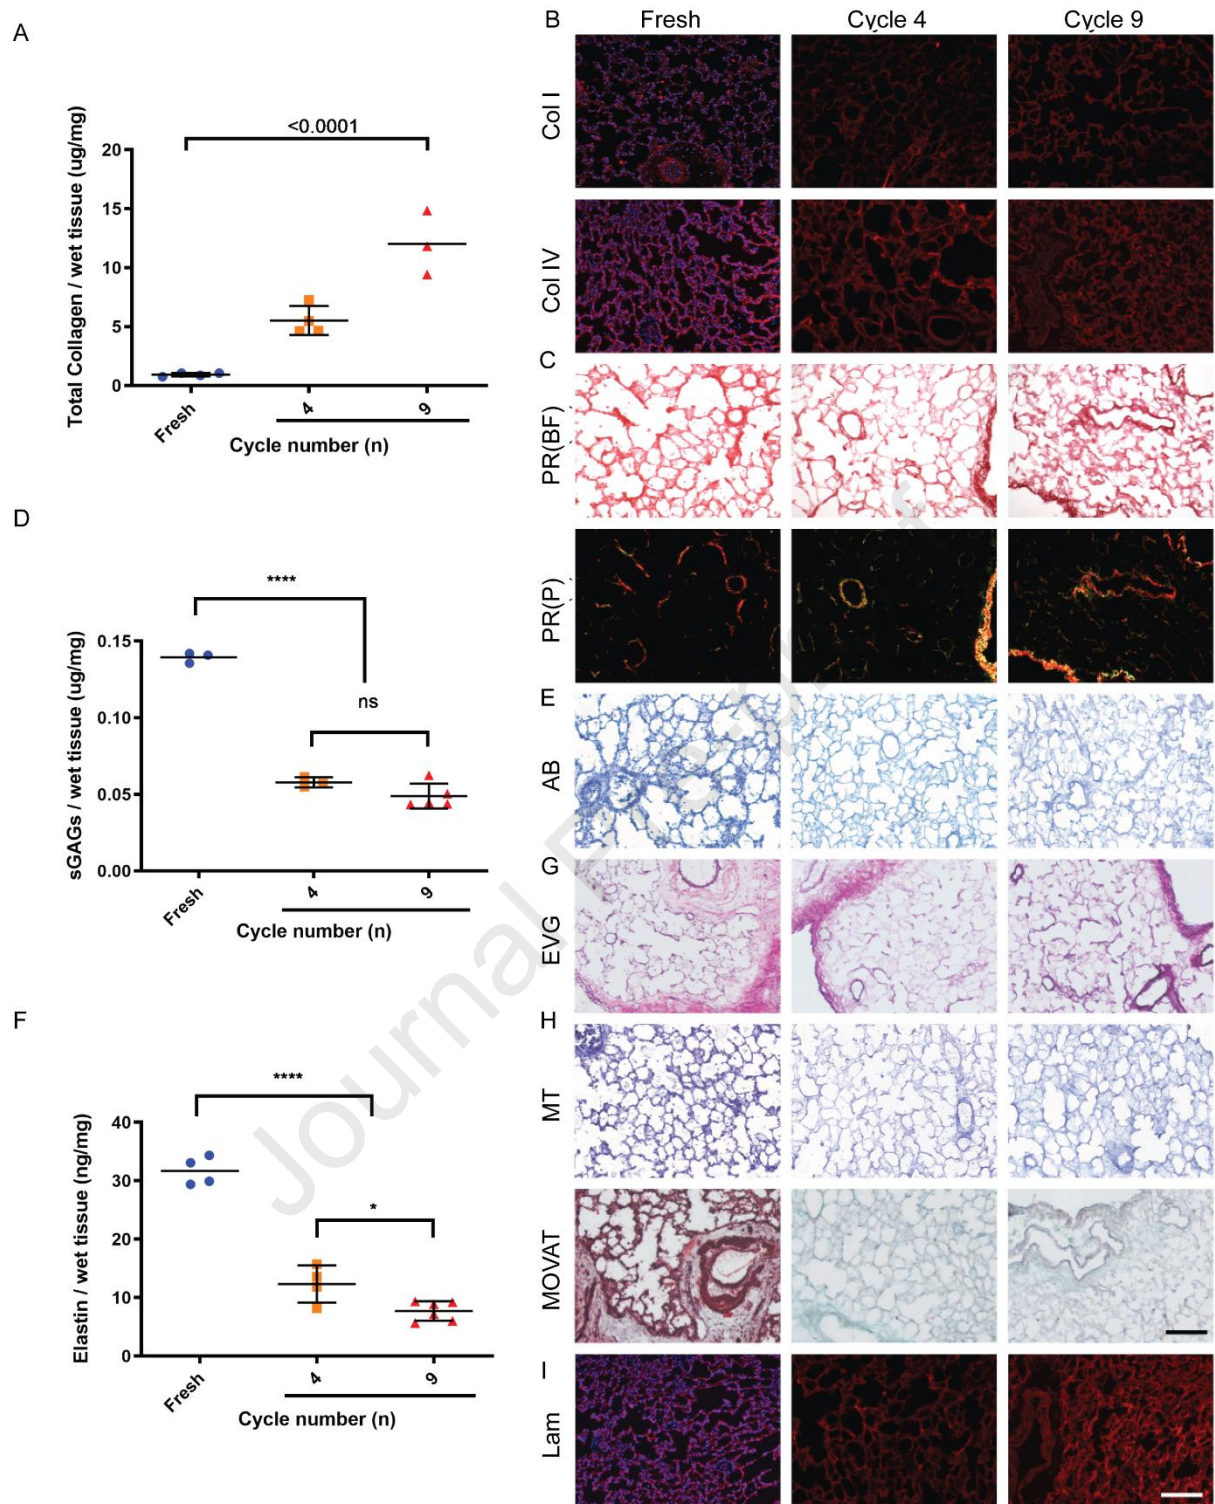 A
<0.0001
Total Collagen / wet tissue (ug/mg)
20
15
10
5
0
Fresh
4
9
Cycle number (n)
B
Fresh
Cycle 4
Cycle 9
Col I
Col IV
C
PR(BF)
PR(P)
D
****
ns
sGAGs / wet tissue (ug/mg)
0.15
0.10
0.05
0.00
Fresh
4
9
Cycle number (n)
E
AB
G
EVG
F
****
*
Elastin / wet tissue (ng/mg)
40
30
20
10
0
Fresh
4
9
Cycle number (n)
H
MT
MOVAT
I
Lam
Journal Pre-proof